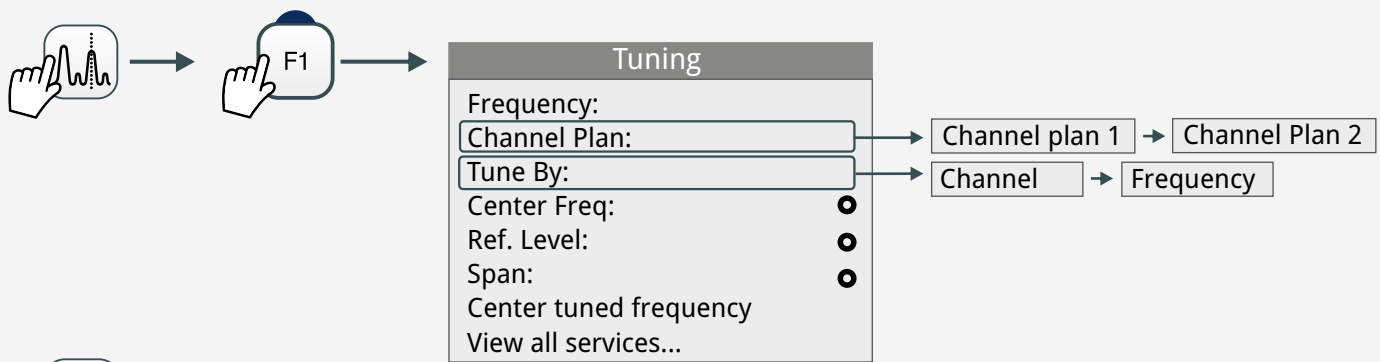 F1
Tuning
Frequency:
Channel Plan:
Channel plan 1
Channel Plan 2
Tune By:
Channel
Frequency
Center Freq:
Ref. Level:
Span:
Center tuned frequency
View all services...